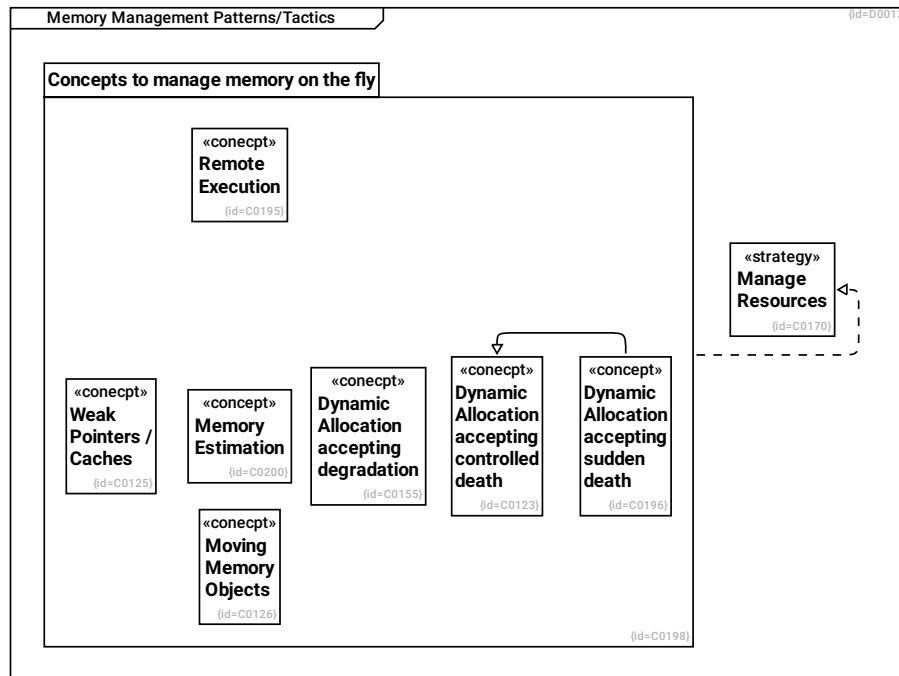 Memory Management Patterns/Tactics
{id=D001
Concepts to manage memory on the fly
«conecpt»
Remote
Execution
{id=C0195}
«strategy»
Manage
Resources
{id=C0170}
«conecpt»
Weak
Pointers /
Caches
{id=C0125}
«concept»
Memory
Estimation
{id=C0200}
«conecpt»
Dynamic
Allocation
accepting
degradation
{id=C0155}
«conecpt»
Dynamic
Allocation
accepting
controlled
death
{id=C0123}
«concept»
Dynamic
Allocation
accepting
sudden
death
{id=C0196}
«conecpt»
Moving
Memory
Objects
{id=C0126}
{id=C0198}